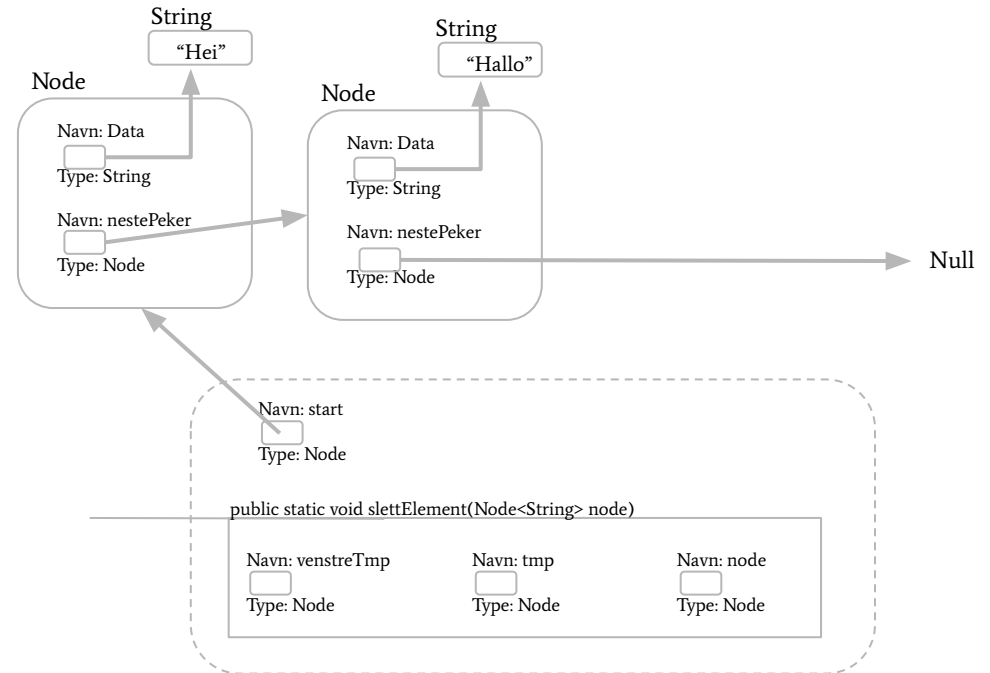 String
“Hei”
Node
Navn: Data
Type: String
Navn: nestePeker
Type: Node
String
“Hallo”
Node
Navn: Data
Type: String
Navn: nestePeker
Type: Node
Null
Navn: start
Type: Node
public static void slettElement(Node<String> node)
Navn: venstreTmp
Type: Node
Navn: tmp
Type: Node
Navn: node
Type: Node